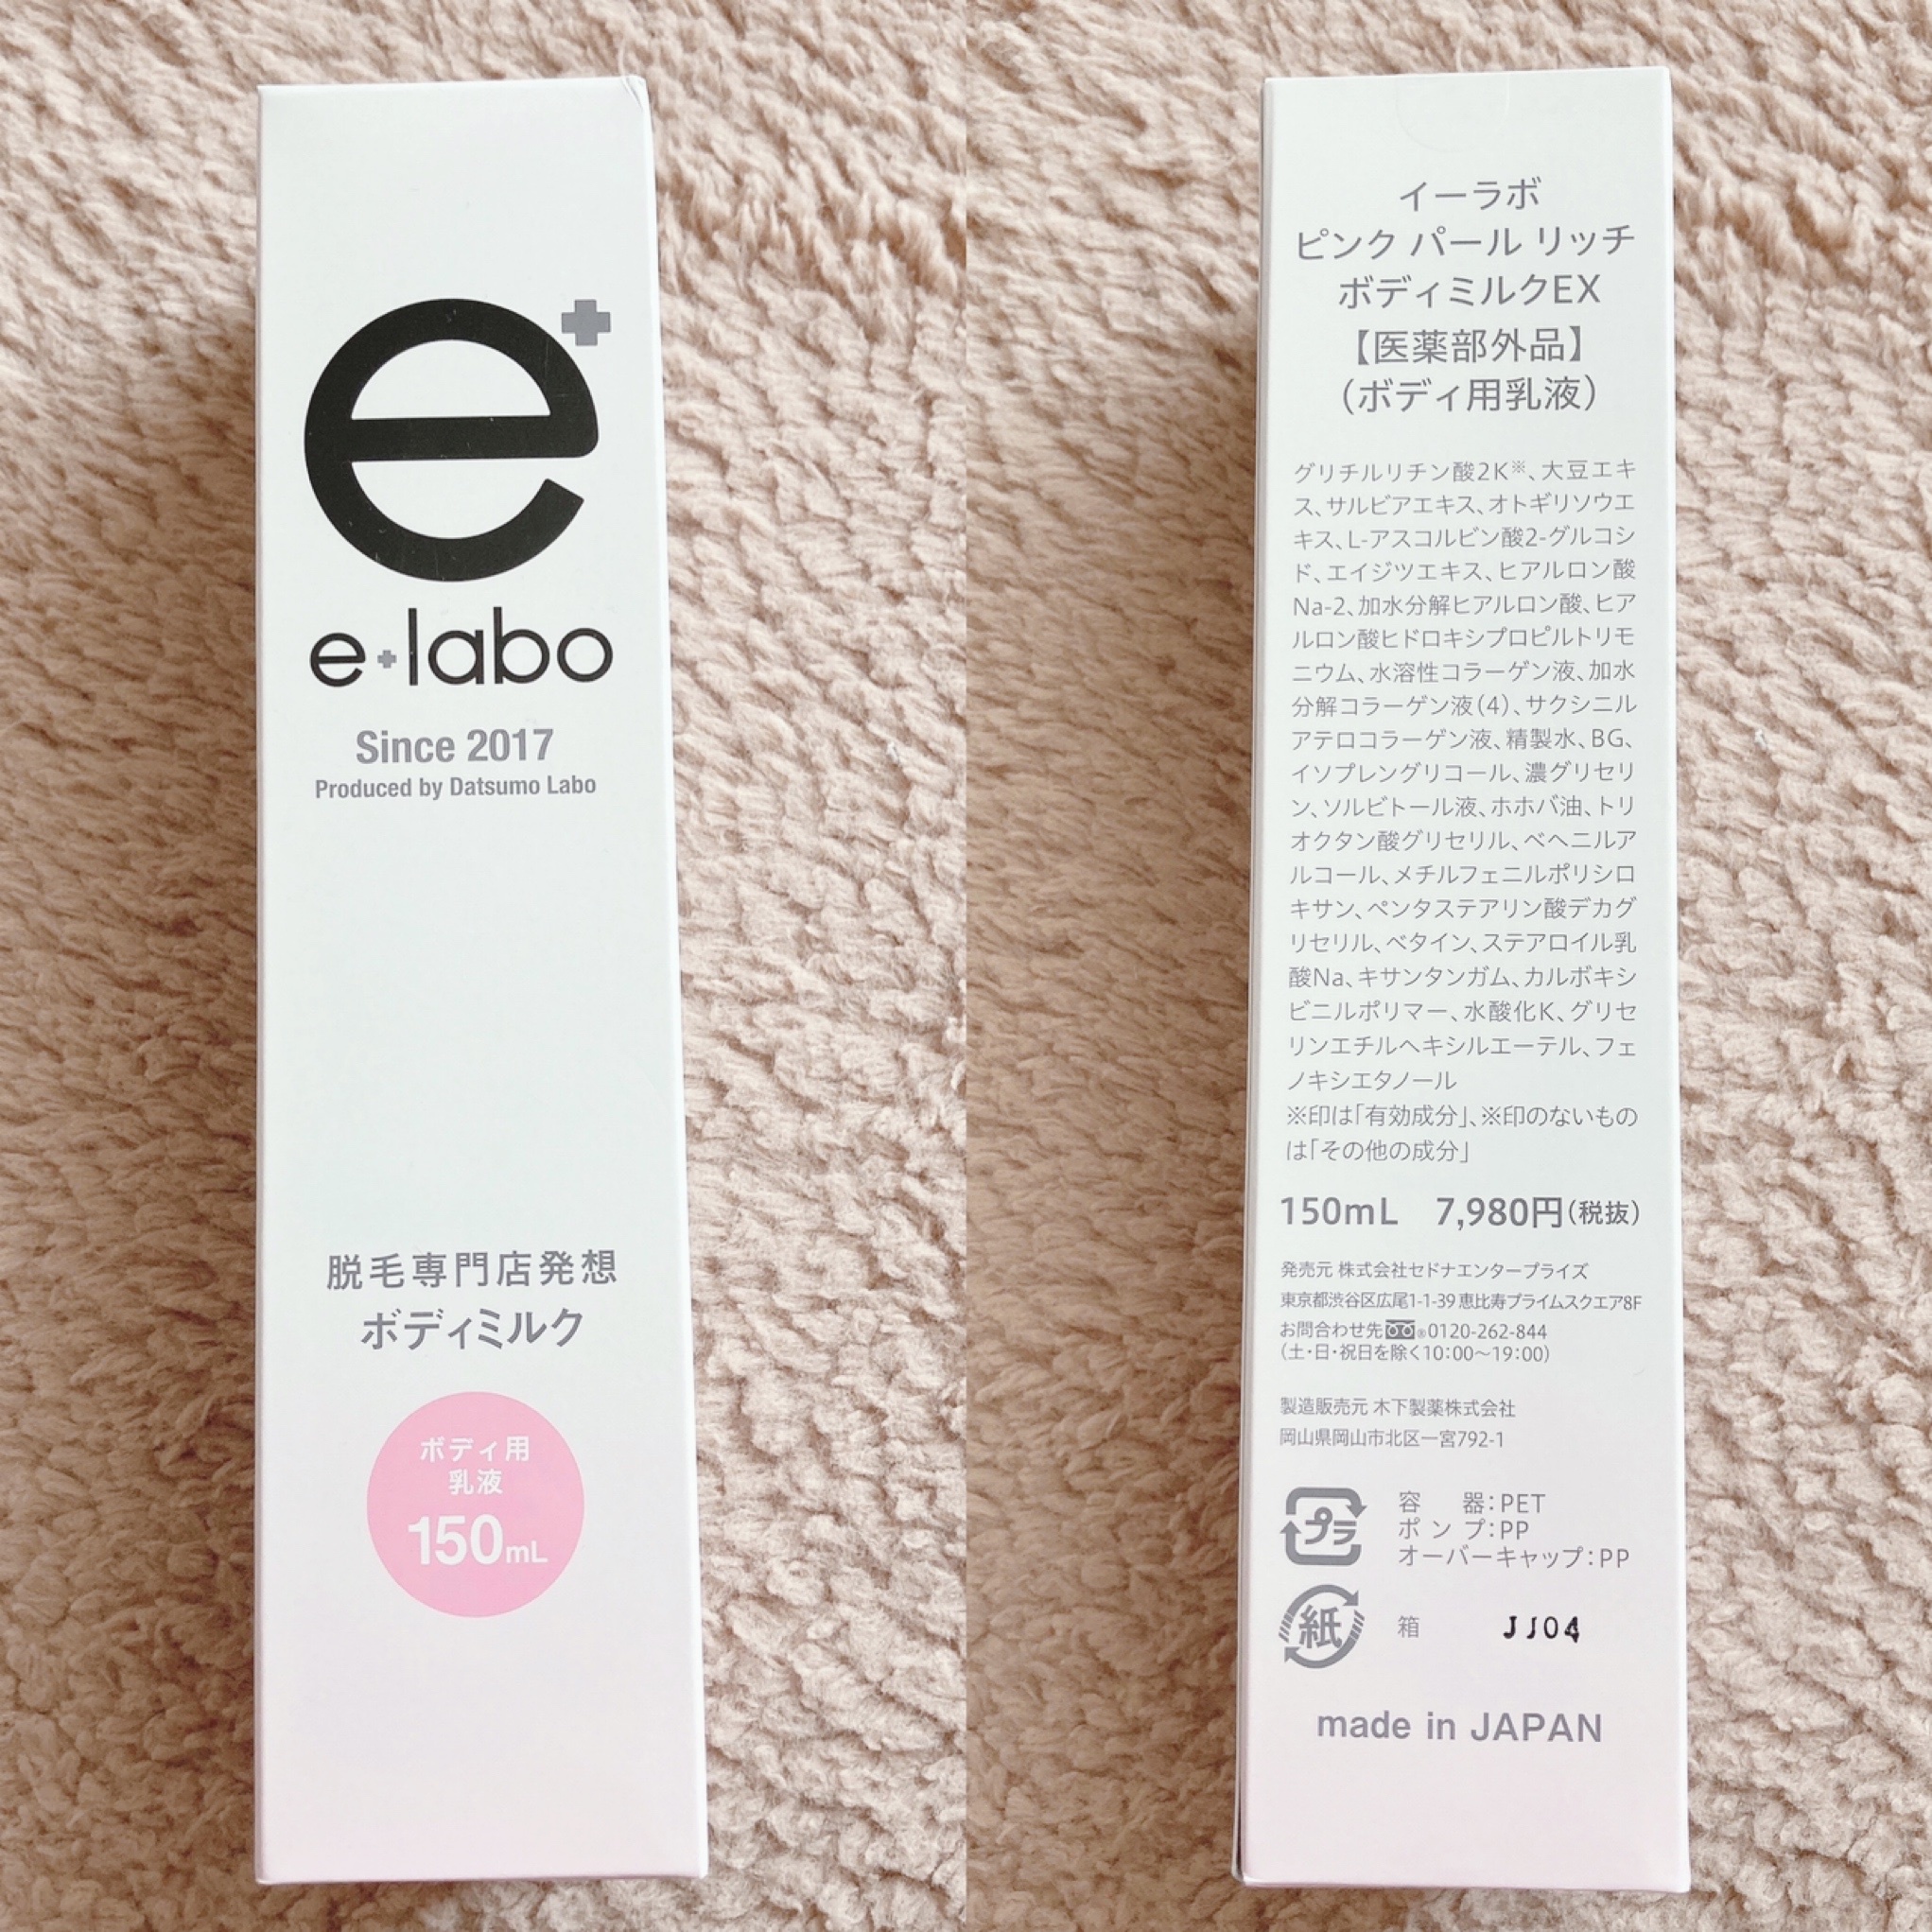 e+
e+labo
Since 2017
Produced by Datsumo Labo
脱毛専門店発想
ボディミルク
ボディ用
乳液
150mL
イーラボ
ピンク パール リッチ
ボディミルクEX
【医薬部外品】
(ボディ用乳液)
グリチルリチン酸2K※、大豆エキ
ス、サルビアエキス、オトギリソウエ
キス、L-アスコルビン酸2-グルコシ
ド、エイジツエキス、ヒアルロン酸
Na-2、加水分解ヒアルロン酸、ヒア
ルロン酸ヒドロキシプロピルトリモ
ニウム、水溶性コラーゲン液、加水
分解コラーゲン液(4)、サクシニル
アテロコラーゲン液、精製水、BG、
イソプレングリコール、濃グリセリ
ン、ソルビトール液、ホホバ油、トリ
オクタン酸グリセリル、ベヘニルア
ルコール、メチルフェニルポリシロ
キサン、ペンタステアリン酸デカグ
リセリル、ベタイン、ステアロイル乳
酸Na、キサンタンガム、カルボキシ
ビニルポリマー、水酸化K、グリセ
リンエチルヘキシルエーテル、フェ
ノキシエタノール
※印は「有効成分」、※印のないもの
は「その他の成分」
150mL 7,980円(税抜)
発売元 株式会社セドナエンタープライズ
東京都渋谷区広尾1-1-39 恵比寿プライムスクエア8F
お問合わせ先 ®0120-262-844
(土・日・祝日を除く10:00〜19:00)
製造販売元 木下製薬株式会社
岡山県岡山市北区一宮792-1
プラ
容 器:PET
ポンプ:PP
オーバーキャップ:PP
紙
箱 JJ04
made in JAPAN